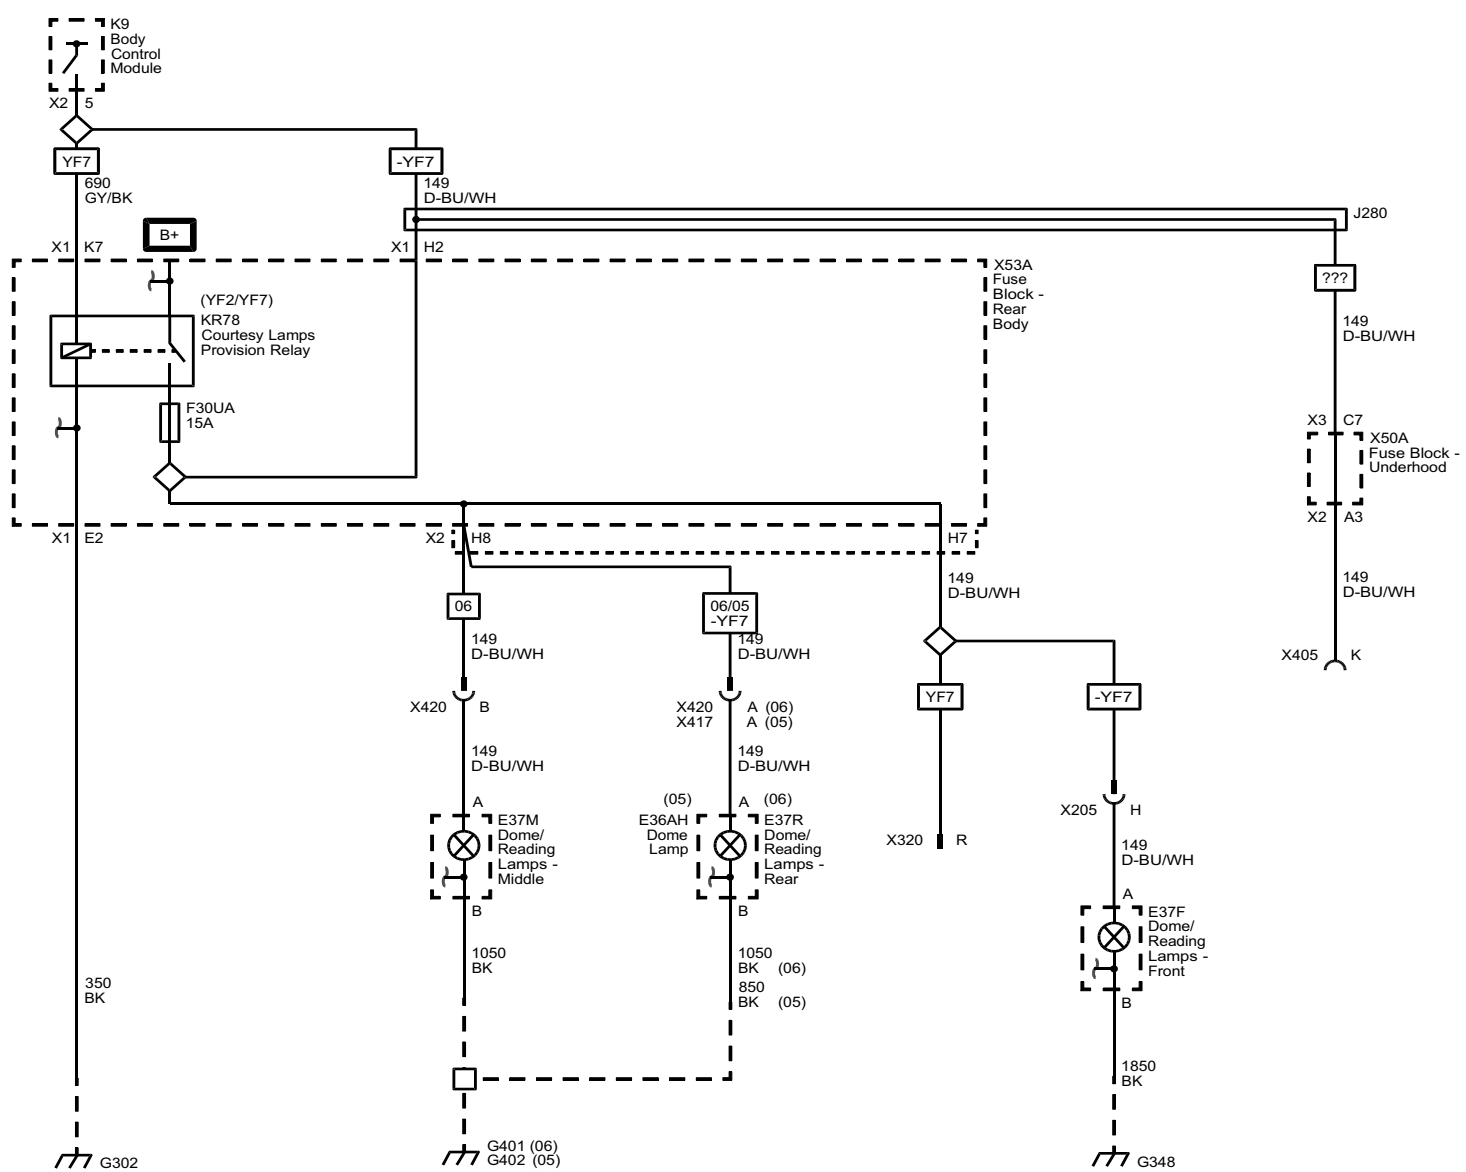 K9
Body
Control
Module
X2 5
YF7
-YF7
690
GY/BK
149
D-BU/WH
J280
B+
X1 K7
X1 H2
X53A
Fuse
Block -
Rear
Body
???
(YF2/YF7)
KR78
Courtesy Lamps
Provision Relay
149
D-BU/WH
F30UA
15A
X3 C7
X50A
Fuse Block -
Underhood
X2 A3
X1 E2
X2 H8
H7
149
D-BU/WH
149
D-BU/WH
06
06/05
-YF7
149
D-BU/WH
149
D-BU/WH
X405 K
YF7
-YF7
X420 B
X420 A (06)
X417 A (05)
149
D-BU/WH
149
D-BU/WH
X205 H
X320 R
149
D-BU/WH
A
E37M
Dome/
Reading
Lamps -
Middle
B
(05) A (06)
E36AH
Dome
Lamp
E37R
Dome/
Reading
Lamps -
Rear
B
A
E37F
Dome/
Reading
Lamps -
Front
B
1050
BK
1050
BK (06)
850
BK (05)
350
BK
1850
BK
G302
G401 (06)
G402 (05)
G348